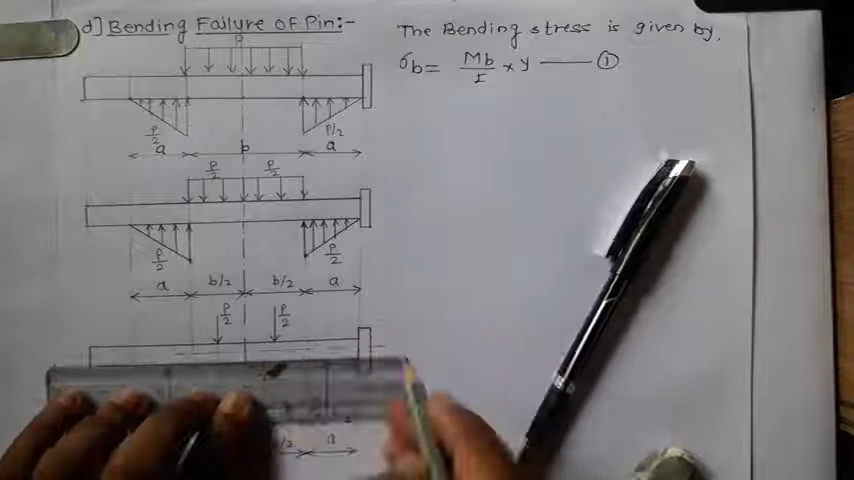 d] Bending Failure Of Pin:-
P
P/2 P/2
a b a
P/2 P/2
P/2 P/2
a b/2 b/2 a
P/2 P/2
/2 a
The Bending stress is given by,
σb = Mb/I × y —— ①